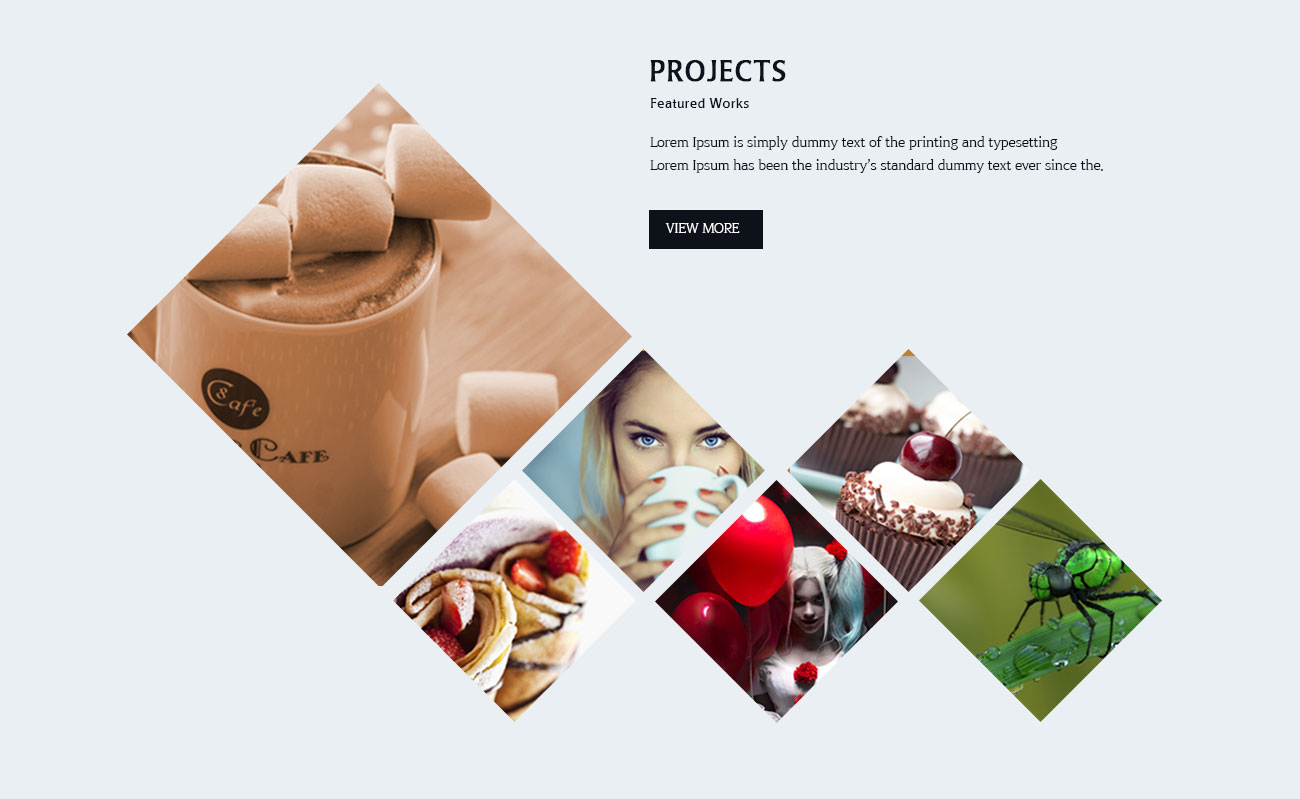 PROJECTS
Featured Works
Lorem Ipsum is simply dummy text of the printing and typesetting
Lorem Ipsum has been the industry's standard dummy text ever since the.
VIEW MORE
Cafe
CAFE